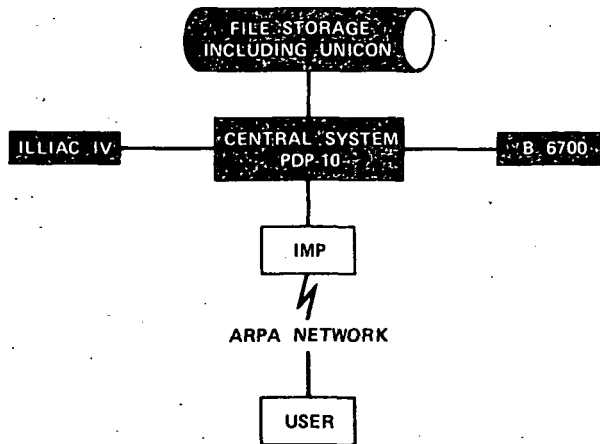 FILE STORAGE
INCLUDING UNICON
ILLIAC IV
CENTRAL SYSTEM
PDP-10
B 6700
IMP
ARPA NETWORK
USER